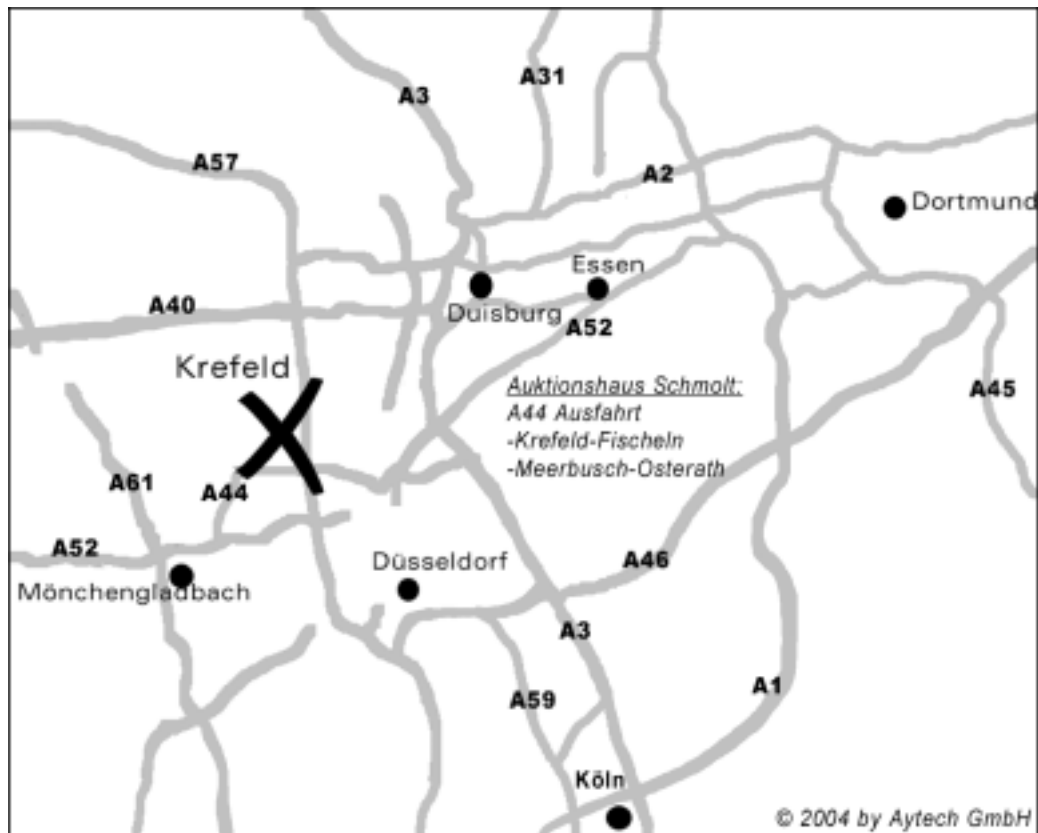 A31
A3
A57
A2
Dortmund
Essen
A40
Duisburg
A52
Krefeld
Auktionshaus Schmolt:
A44 Ausfahrt
-Krefeld-Fischeln
-Meerbusch-Osterath
A45
A61
A44
A52
Düsseldorf
A46
Mönchengladbach
A3
A59
A1
Köln
© 2004 by Aytech GmbH